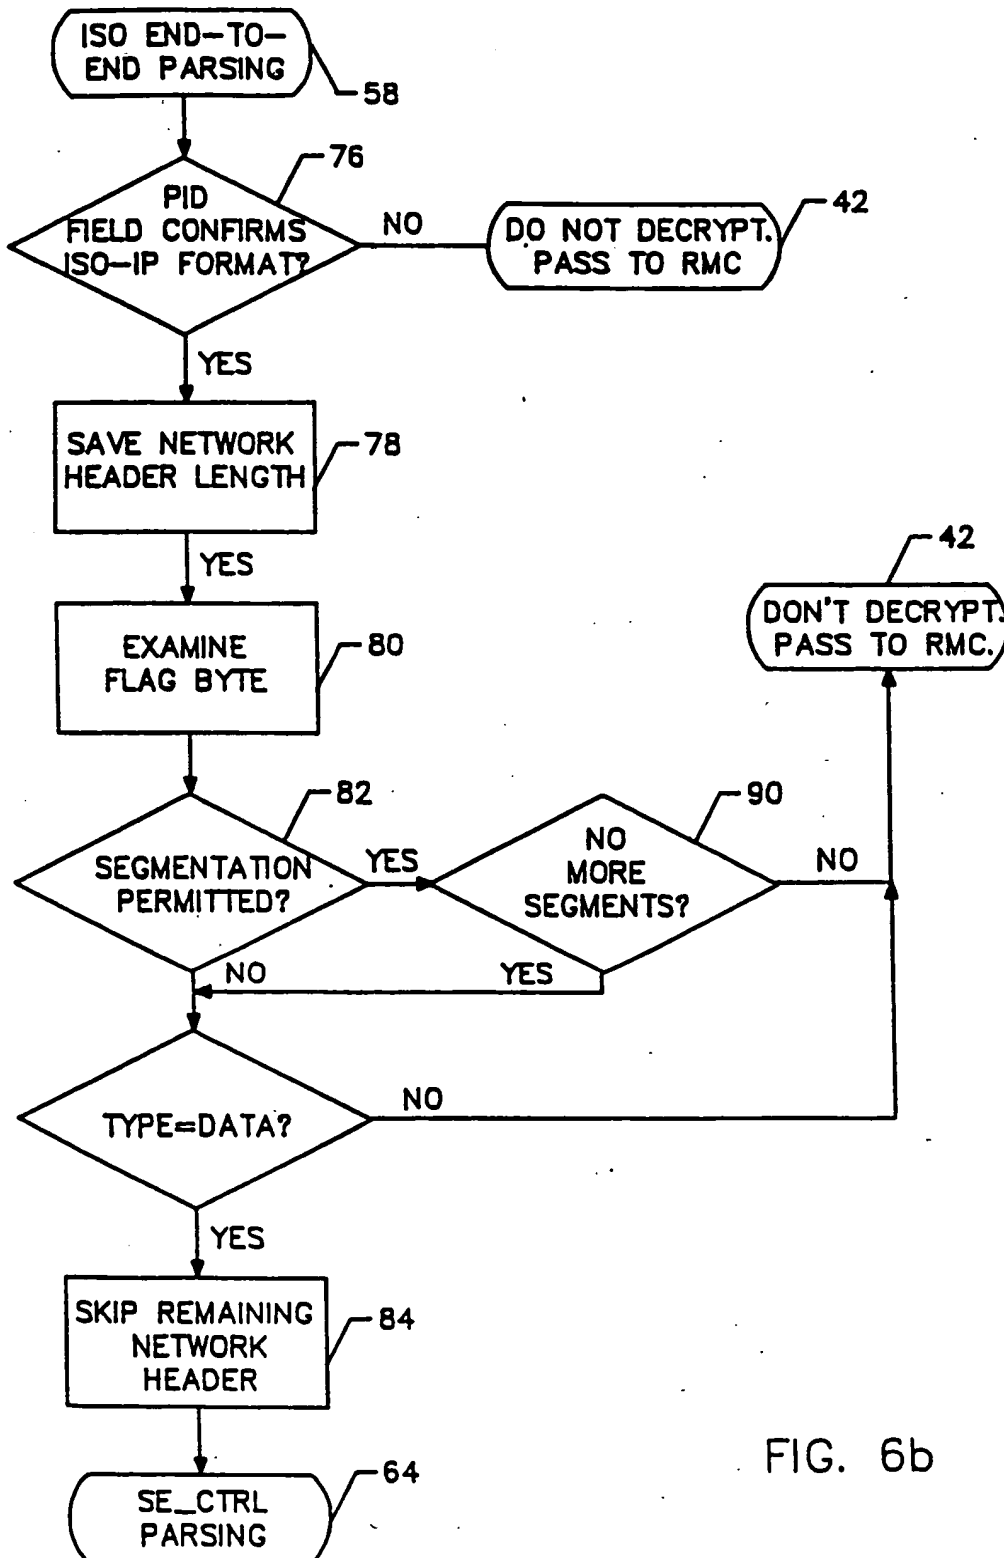 ISO END-TO-
END PARSING
58
76
PID
FIELD CONFIRMS
ISO-IP FORMAT?
NO
42
DO NOT DECRYPT.
PASS TO RMC
YES
SAVE NETWORK
HEADER LENGTH
78
YES
42
DON'T DECRYPT.
PASS TO RMC.
EXAMINE
FLAG BYTE
80
82
SEGMENTATION
PERMITTED?
YES
90
NO
MORE
SEGMENTS?
NO
NO
YES
TYPE=DATA?
NO
YES
SKIP REMAINING
NETWORK
HEADER
84
SE_CTRL
PARSING
64
FIG. 6b